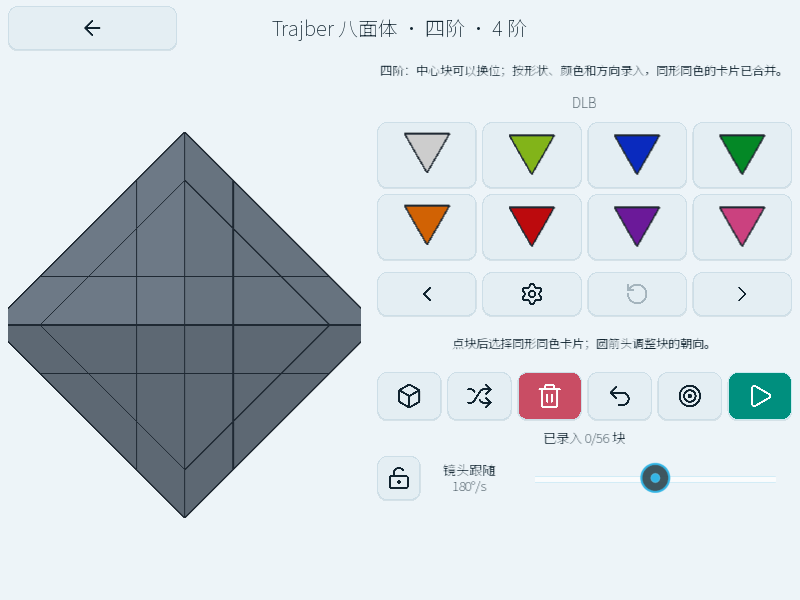 Trajber 八面体 · 四阶 · 4 阶
四阶：中心块可以换位；按形状、颜色和方向录入，同形同色的卡片已合并。
DLB
点块后选择同形同色卡片；圆箭头调整块的朝向。
已录入 0/56 块
镜头跟随
180°/s